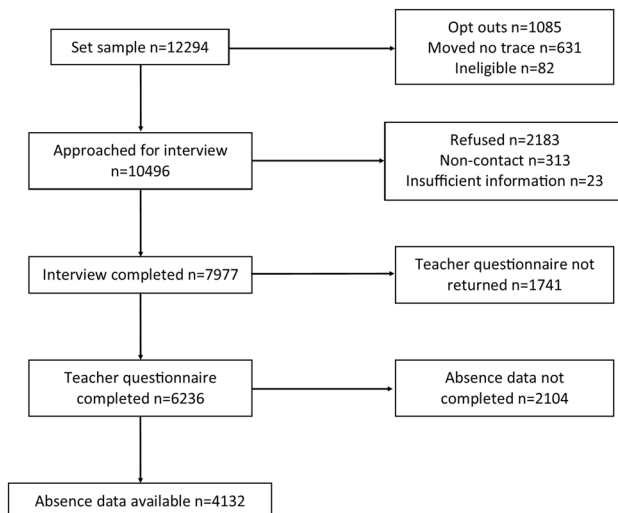 Set sample n=12294
Opt outs n=1085
Moved no trace n=631
Ineligible n=82
Approached for interview
n=10496
Refused n=2183
Non-contact n=313
Insufficient information n=23
Interview completed n=7977
Teacher questionnaire not
returned n=1741
Teacher questionnaire
completed n=6236
Absence data not
completed n=2104
Absence data available n=4132